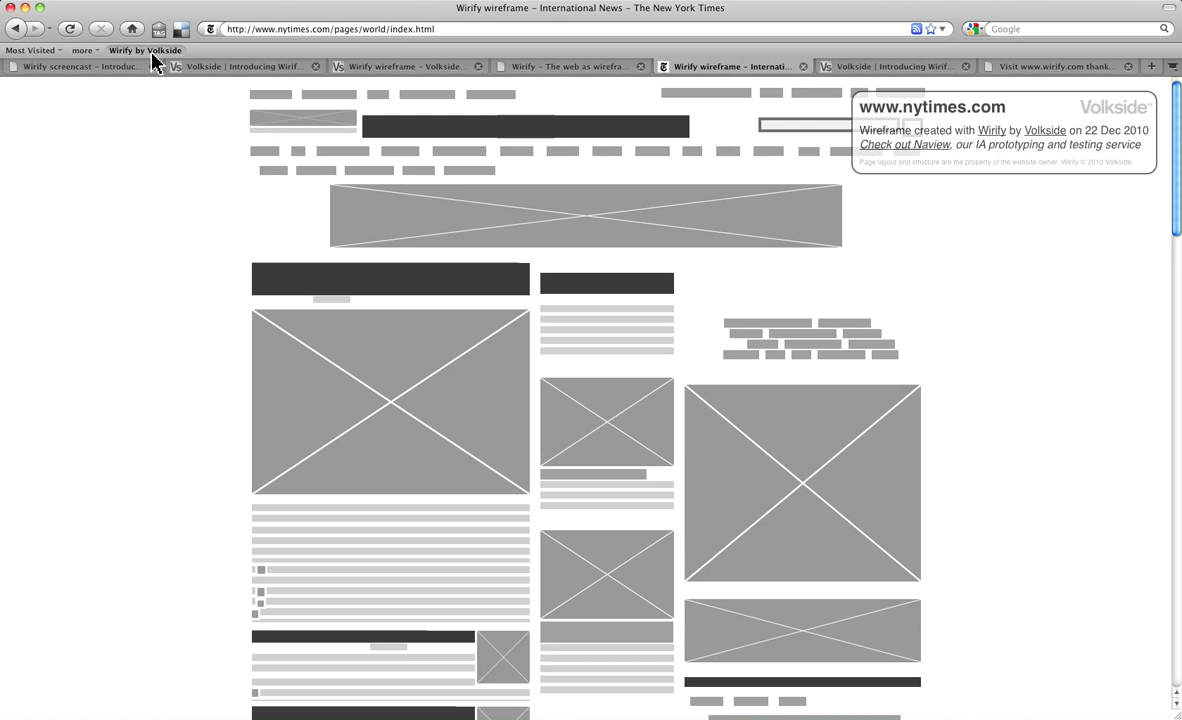 Wirify wireframe – International News – The New York Times
http://www.nytimes.com/pages/world/index.html
Google
Most Visited
more
Wirify by Volkside
Wirify screencast – Introduc...
Volkside | Introducing Wirif...
Wirify wireframe – Volkside...
Wirify – The web as wirefra...
Wirify wireframe – Internati...
Volkside | Introducing Wirif...
Visit www.wirify.com thank...
www.nytimes.com
Volkside™
Wireframe created with Wirify by Volkside on 22 Dec 2010
Check out Naview, our IA prototyping and testing service
Page layout and structure are the property of the website owner. Wirify © 2010 Volkside.